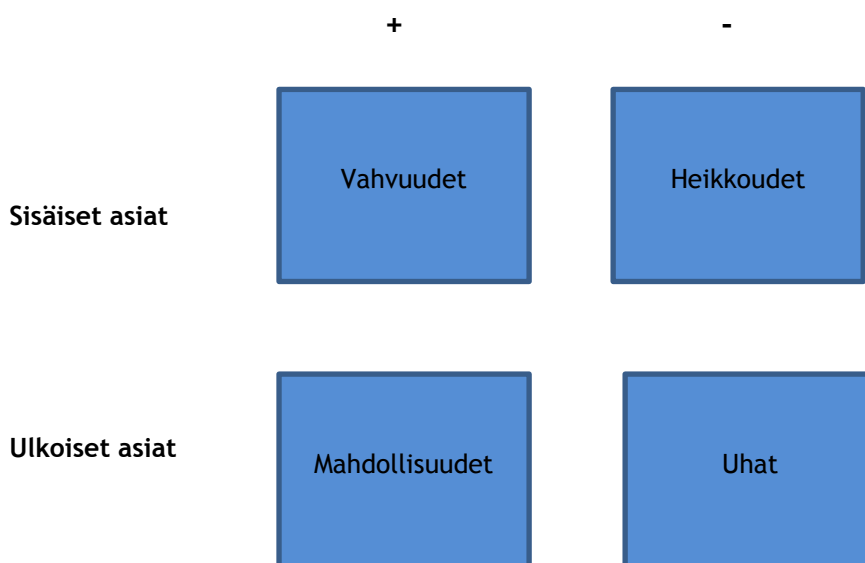 + -
Vahvuudet Heikkoudet
Sisäiset asiat
Ulkoiset asiat
Mahdollisuudet Uhat